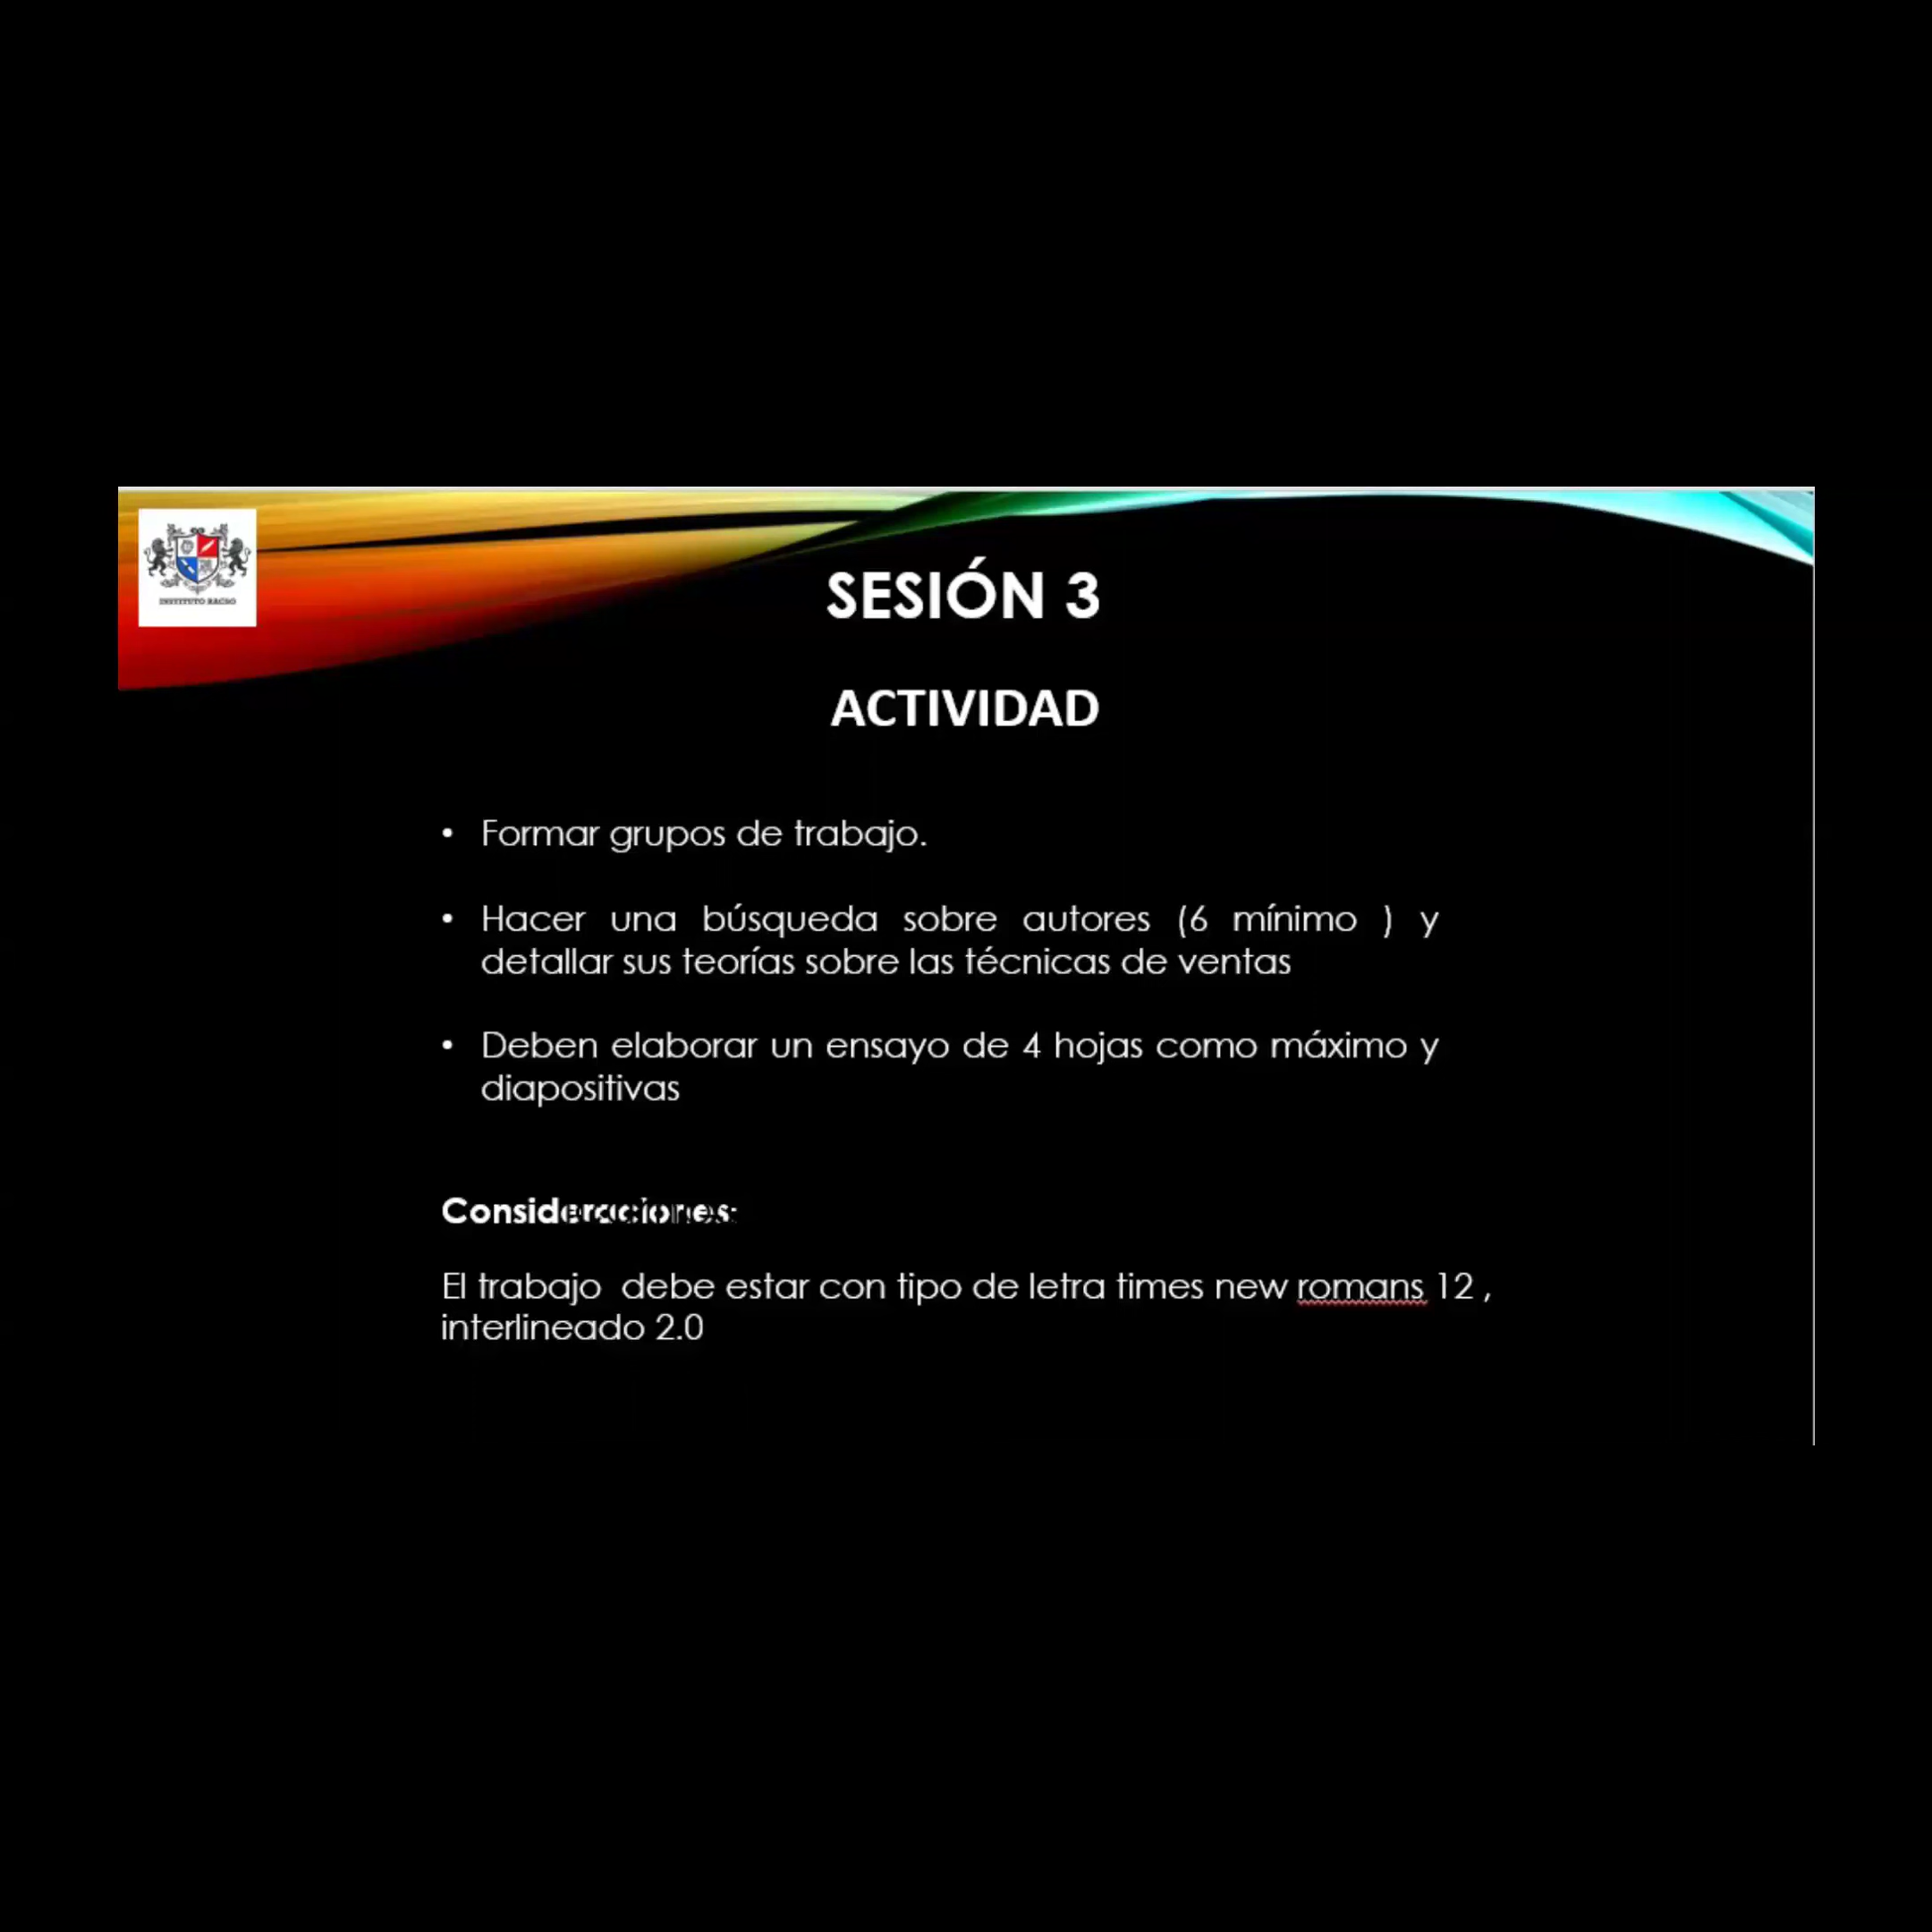 INSTITUTO RACSO
SESIÓN 3
ACTIVIDAD
• Formar grupos de trabajo.
• Hacer una búsqueda sobre autores (6 mínimo ) y
detallar sus teorías sobre las técnicas de ventas
• Deben elaborar un ensayo de 4 hojas como máximo y
diapositivas
Consideraciones:
El trabajo debe estar con tipo de letra times new romans 12 ,
interlineado 2.0